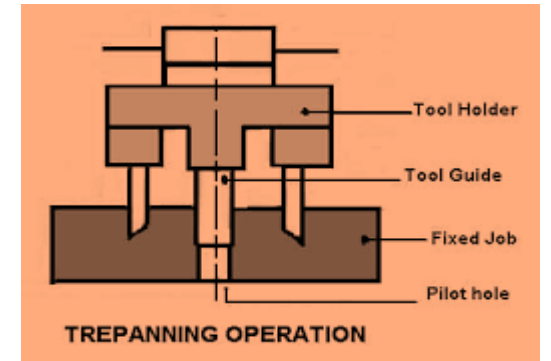 Tool Holder
Tool Guide
Fixed Job
Pilot hole
TREPANNING OPERATION